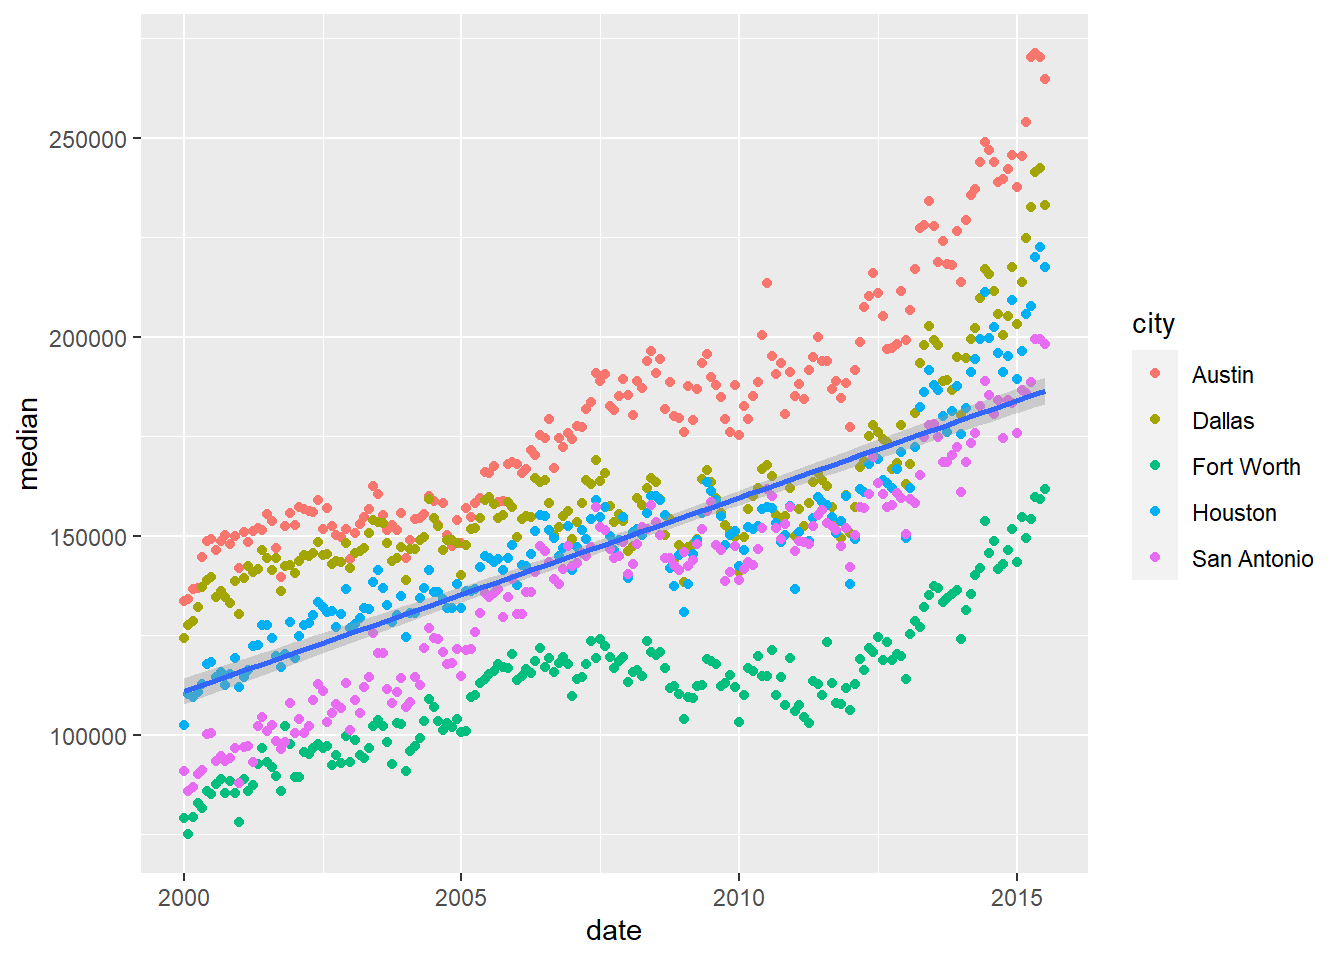 250000
200000
150000
100000
median
2000
2005
2010
2015
date
city
Austin
Dallas
Fort Worth
Houston
San Antonio